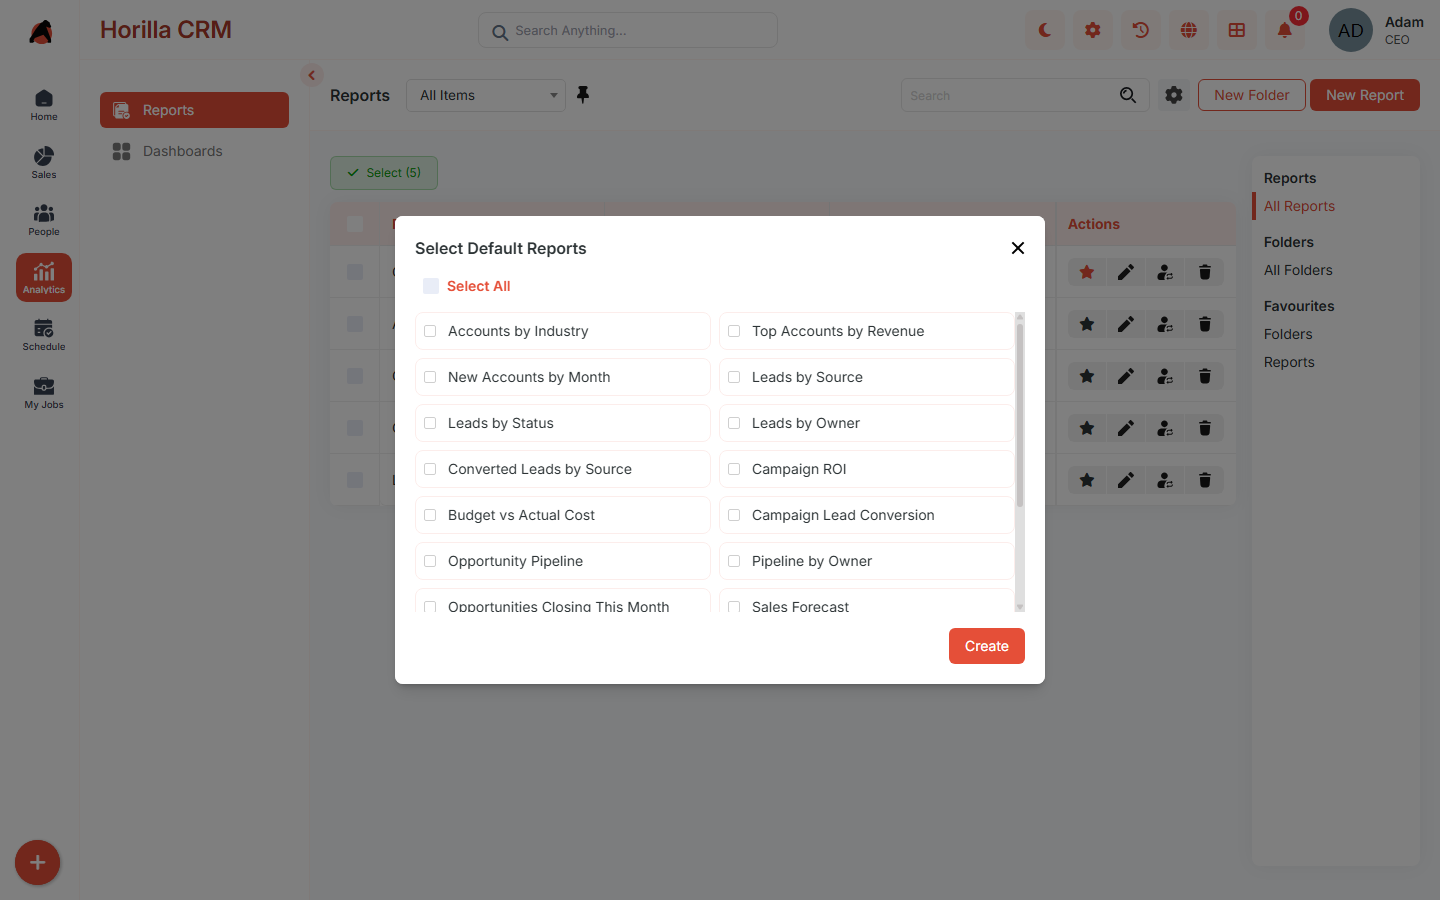 Horilla CRM
Search Anything...
0
AD
Adam
CEO
Home
Sales
People
Analytics
Schedule
My Jobs
Reports
Dashboards
Reports
All Items
Search
New Folder
New Report
Select (5)
Actions
Reports
All Reports
Folders
All Folders
Favourites
Folders
Reports
Select Default Reports
Select All
Accounts by Industry
Top Accounts by Revenue
New Accounts by Month
Leads by Source
Leads by Status
Leads by Owner
Converted Leads by Source
Campaign ROI
Budget vs Actual Cost
Campaign Lead Conversion
Opportunity Pipeline
Pipeline by Owner
Opportunities Closing This Month
Sales Forecast
Create